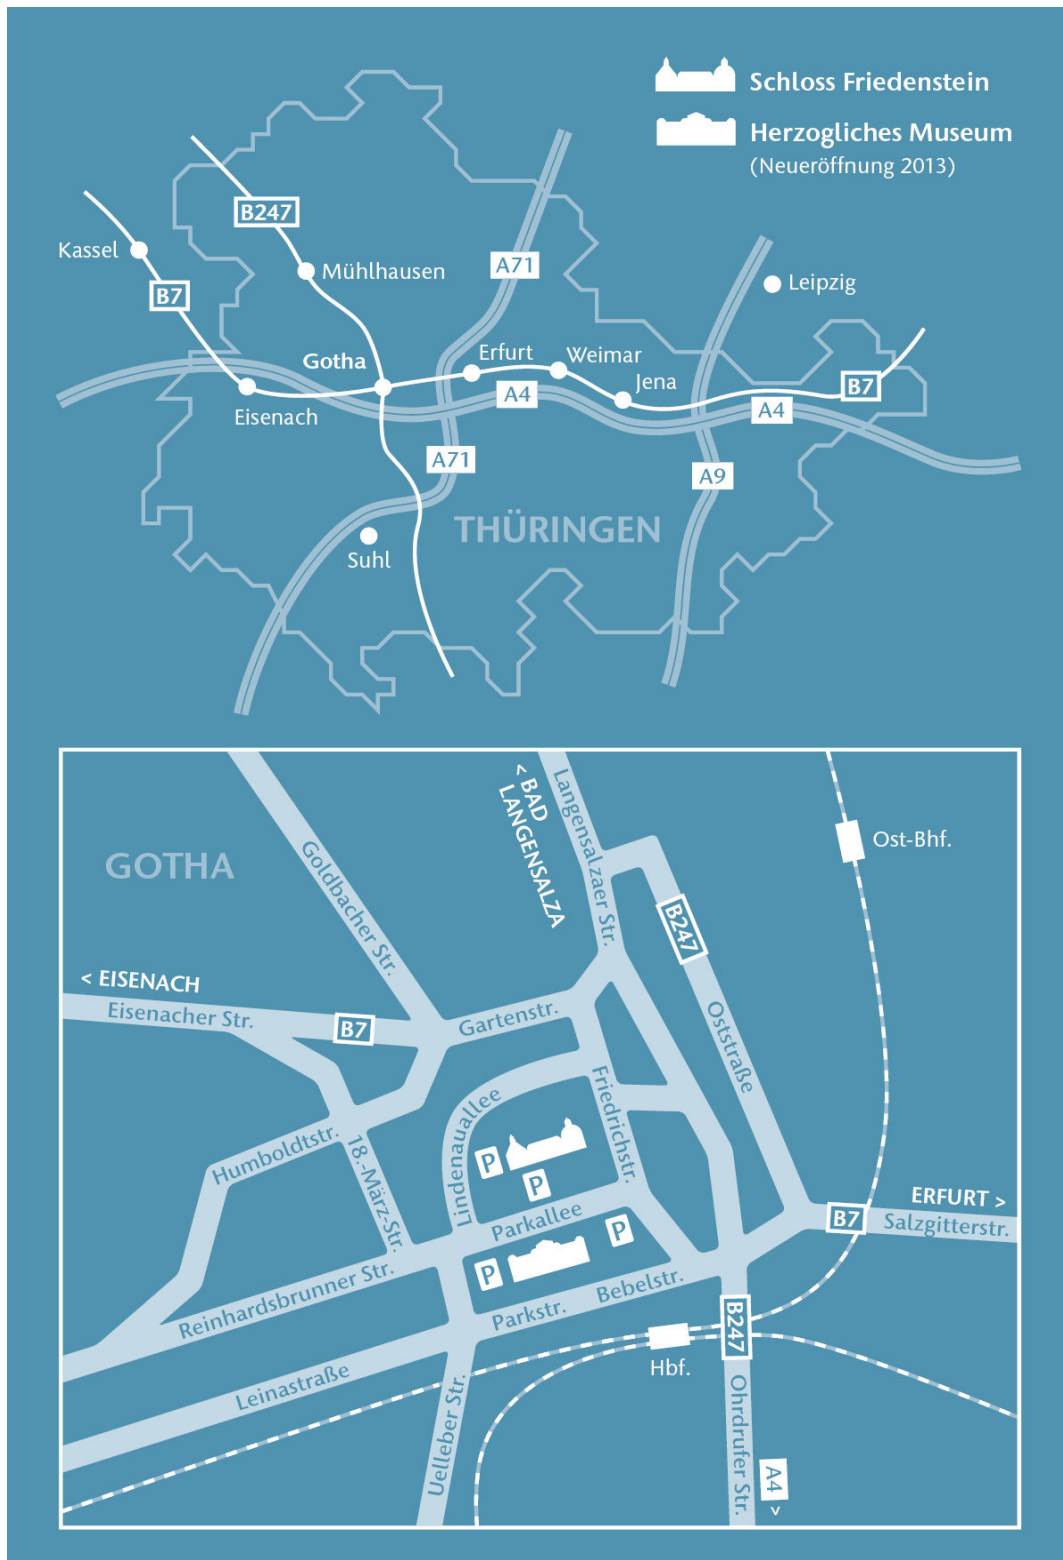 Schloss Friedenstein
Herzogliches Museum
(Neueröffnung 2013)
B247
Kassel
Mühlhausen
A71
B7
Leipzig
Gotha
Erfurt
Weimar
Jena
B7
Eisenach
A4
A4
A71
A9
THÜRINGEN
Suhl
< BAD
LANGENSALZA
Langensalzaer Str.
Ost-Bhf.
GOTHA
Goldbacher Str.
B247
< EISENACH
Eisenacher Str.
B7
Gartenstr.
Oststraße
Friedrichstr.
Lindenauallee
Humboldtstr.
18.-März-Str.
P
P
Parkallee
ERFURT >
B7
Salzgitterstr.
P
P
Reinhardsbrunner Str.
Parkstr.
Bebelstr.
B247
Hbf.
Leinastraße
Uelleber Str.
Ohrdrufer Str.
A4 >